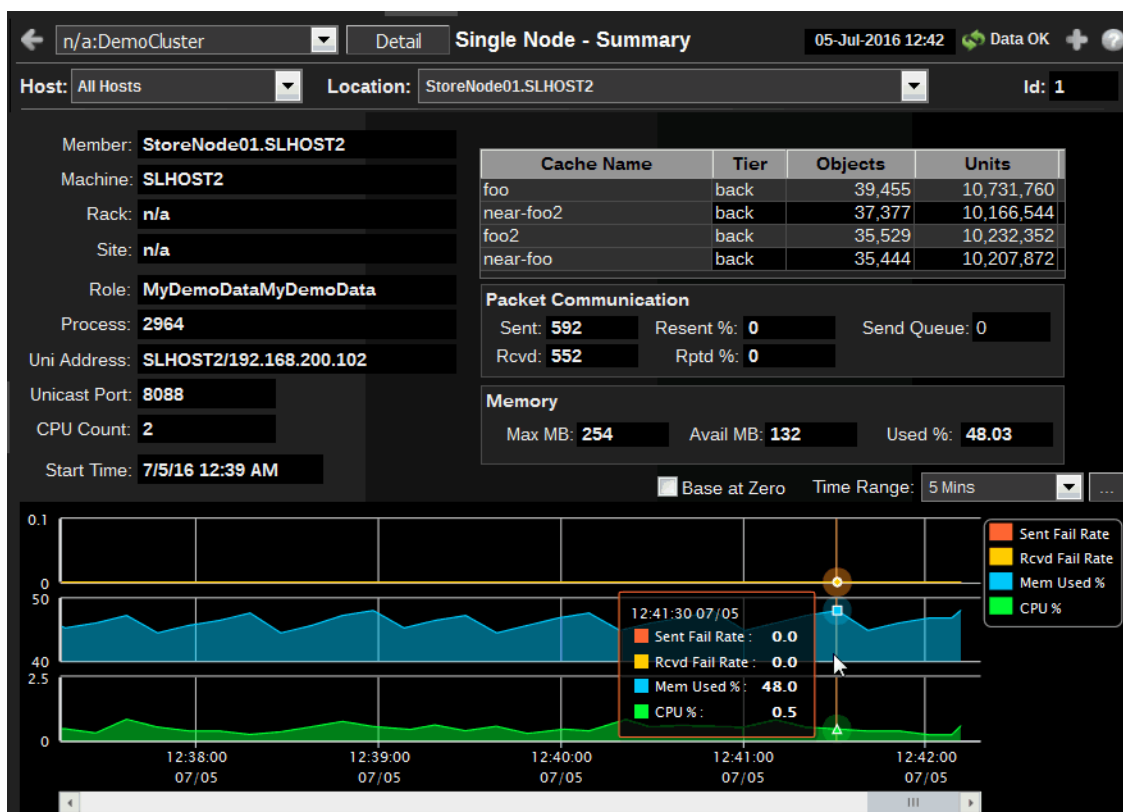 n/a:DemoCluster Detail Single Node - Summary 05-Jul-2016 12:42 Data OK ?
Host: All Hosts Location: StoreNode01.SLHOST2 Id: 1
Member: StoreNode01.SLHOST2
Machine: SLHOST2
Rack: n/a
Site: n/a
Role: MyDemoDataMyDemoData
Process: 2964
Uni Address: SLHOST2/192.168.200.102
Unicast Port: 8088
CPU Count: 2
Start Time: 7/5/16 12:39 AM
Cache Name Tier Objects Units
foo back 39,455 10,731,760
near-foo2 back 37,377 10,166,544
foo2 back 35,529 10,232,352
near-foo back 35,444 10,207,872
Packet Communication
Sent: 592 Resent %: 0 Send Queue: 0
Rcvd: 552 Rptd %: 0
Memory
Max MB: 254 Avail MB: 132 Used %: 48.03
Base at Zero Time Range: 5 Mins ...
0.1
0
50
40
2.5
0
12:41:30 07/05
Sent Fail Rate : 0.0
Rcvd Fail Rate : 0.0
Mem Used % : 48.0
CPU % : 0.5
Sent Fail Rate
Rcvd Fail Rate
Mem Used %
CPU %
12:38:00 12:39:00 12:40:00 12:41:00 12:42:00
07/05 07/05 07/05 07/05 07/05